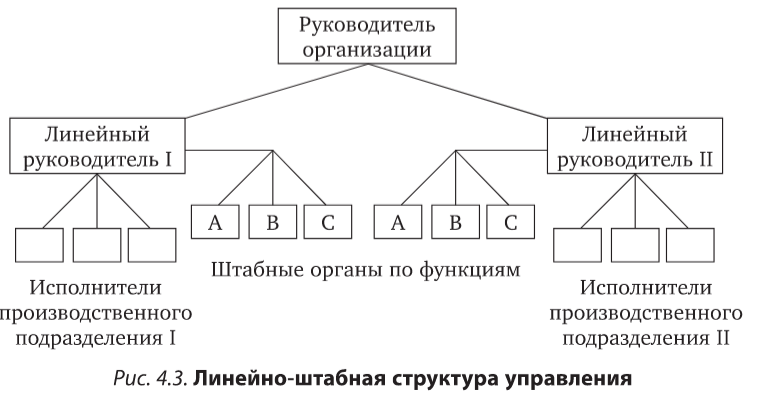 Руководитель
организации
Линейный
руководитель I
Линейный
руководитель II
A
B
C
A
B
C
Штабные органы по функциям
Исполнители
производственного
подразделения I
Исполнители
производственного
подразделения II
Рис. 4.3. Линейно-штабная структура управления